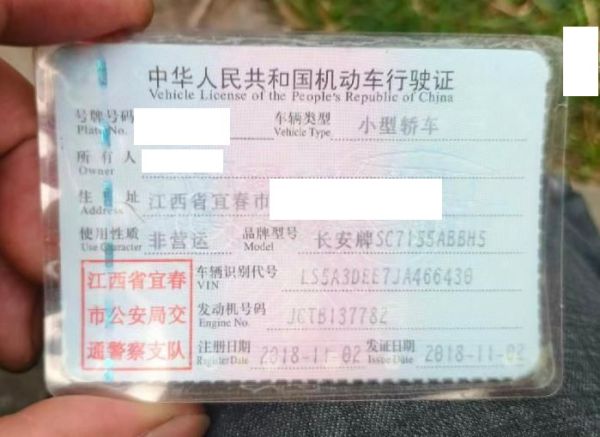 中华人民共和国机动车行驶证
Vehicle License of the People's Republic of China
号牌号码 车辆类型 小型轿车
Plate No. Vehicle Type
所有人
Owner
住址 江西省宜春市
Address
使用性质 非营运 品牌型号 长安牌SC7155ABBH5
Use Character Model
江西省宜春 车辆识别代号 LS5A3DEE7JA466430
VIN
市公安局交 发动机号码 JGTB137782
Engine No.
通警察支队 注册日期 2018-11-02 发证日期 2018-11-02
Register Date Issue Date